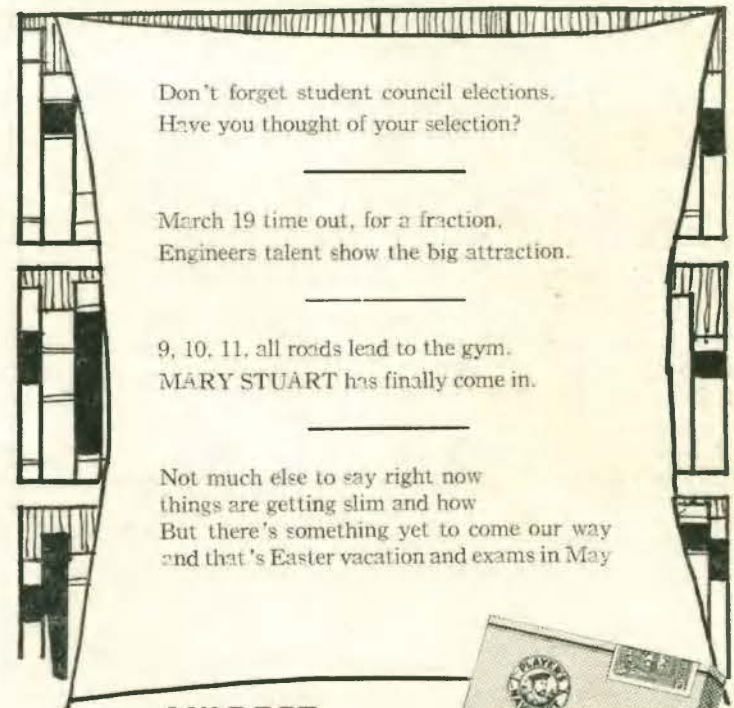 Don't forget student council elections.
Have you thought of your selection?
March 19 time out, for a fraction,
Engineers talent show the big attraction.
9, 10, 11, all roads lead to the gym.
MARY STUART has finally come in.
Not much else to say right now
things are getting slim and how
But there's something yet to come our way
and that's Easter vacation and exams in May
PLAYER'S